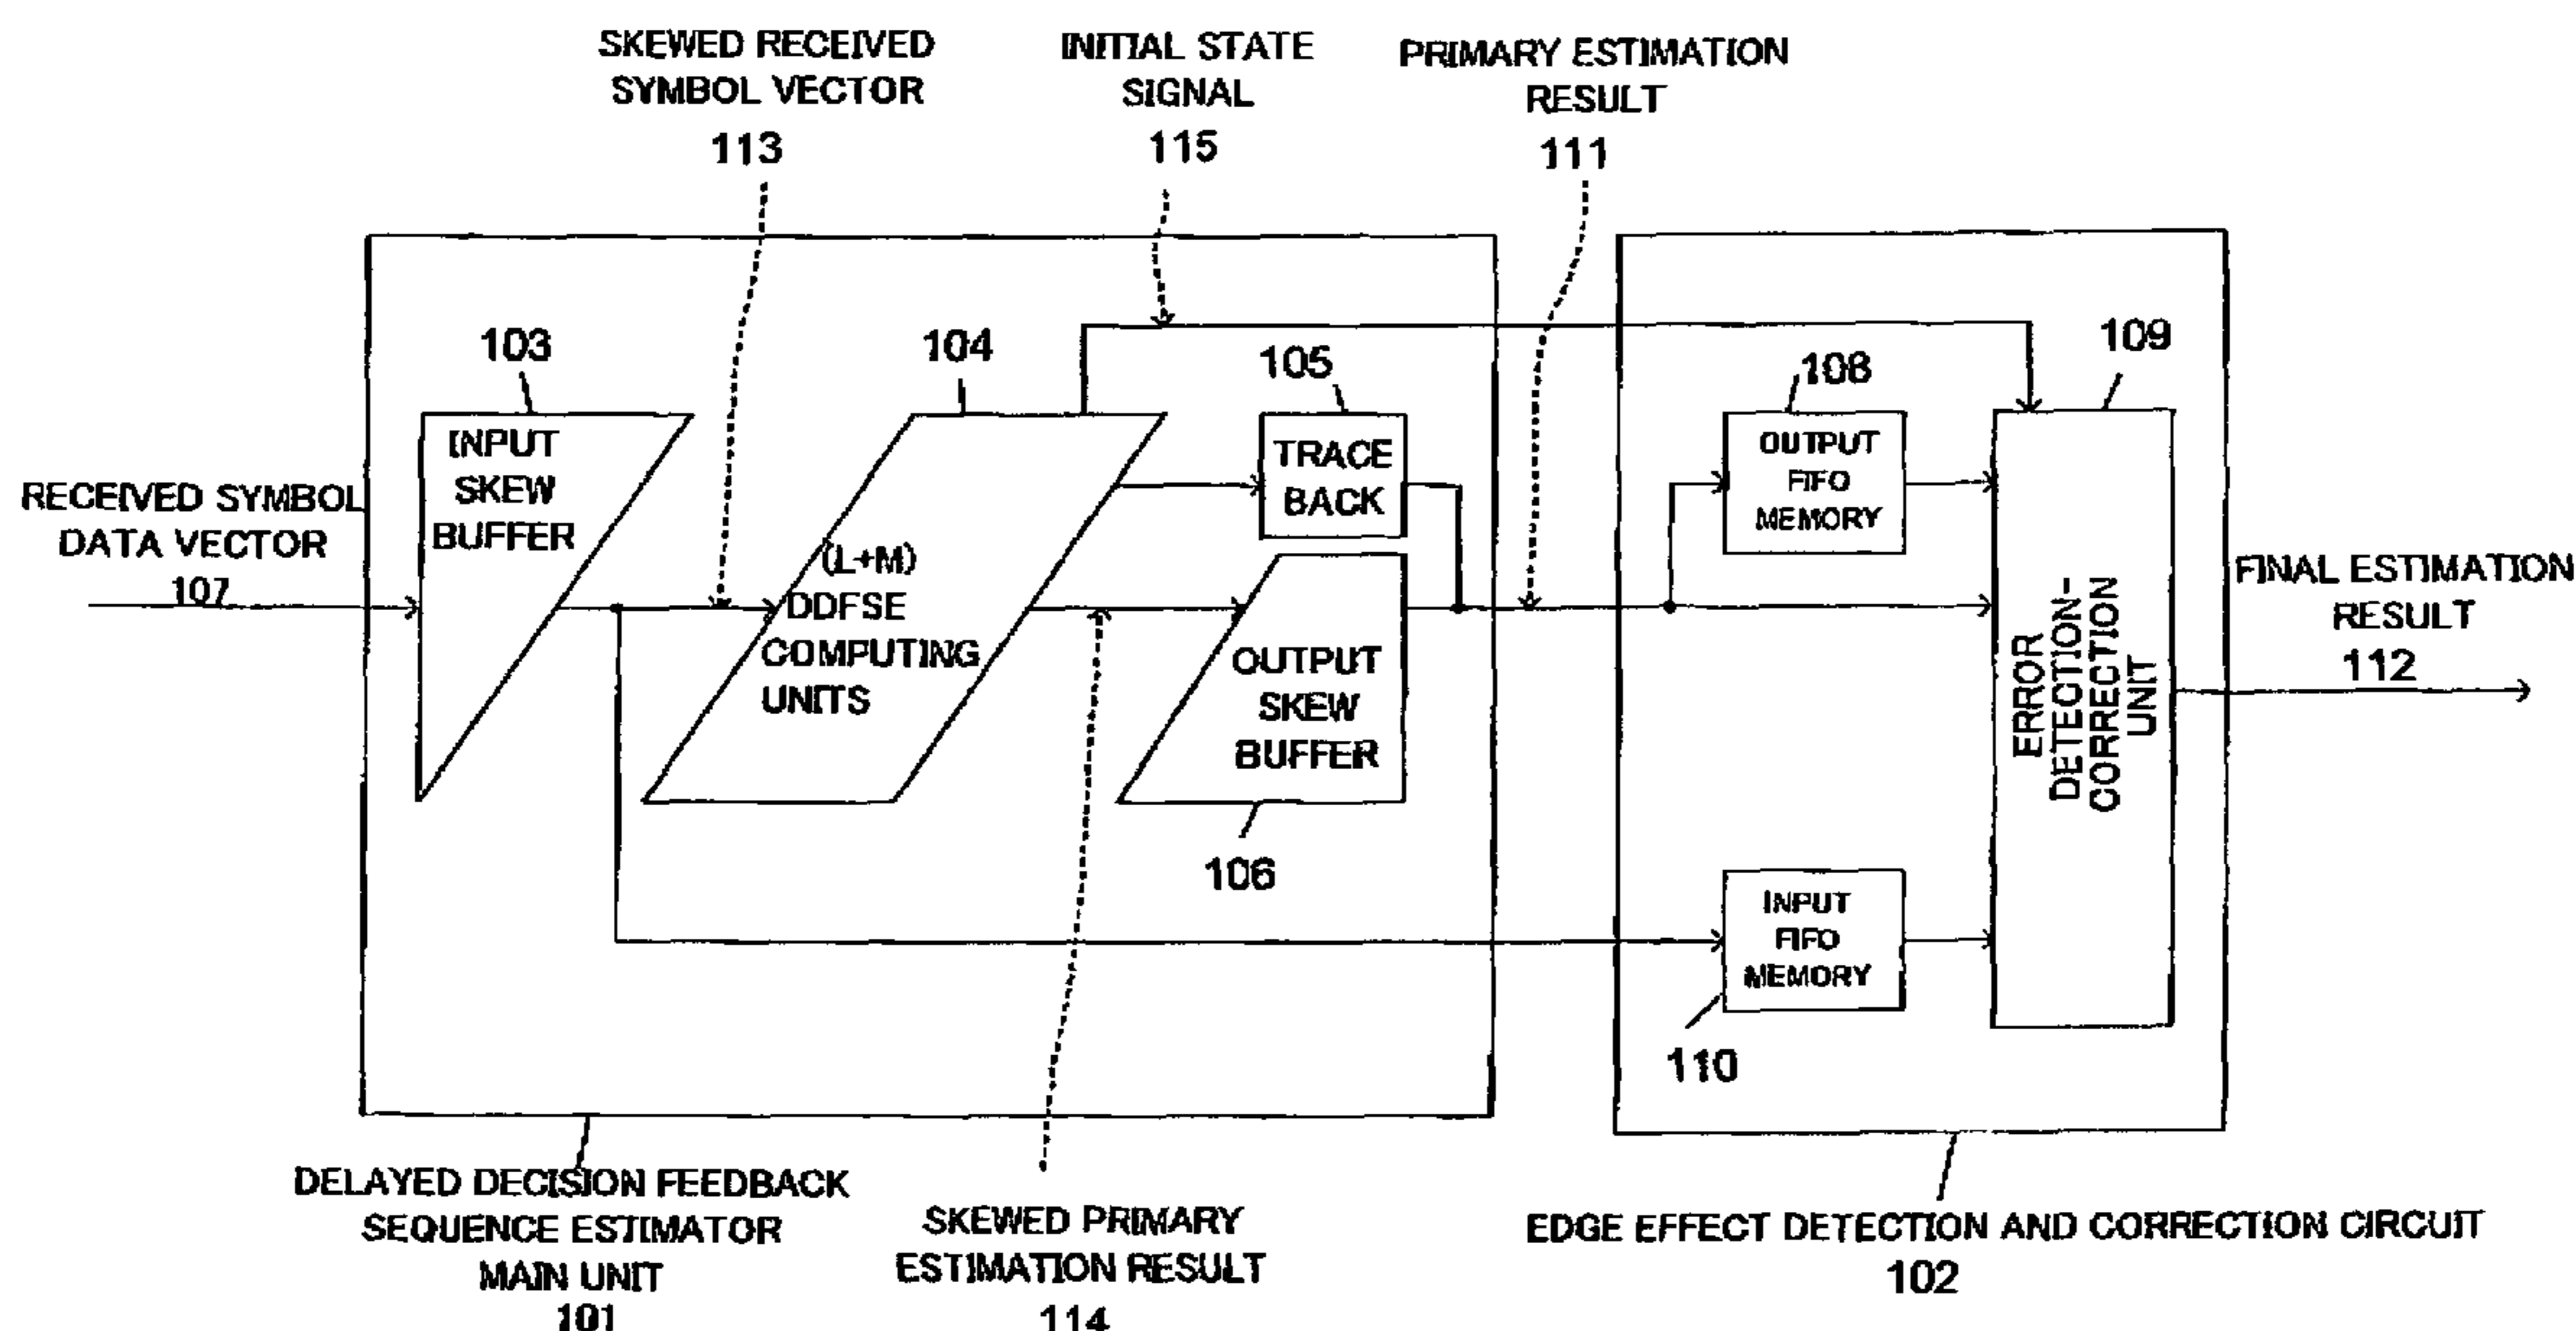 SKEWED RECEIVED
SYMBOL VECTOR
113
INITIAL STATE
SIGNAL
115
PRIMARY ESTIMATION
RESULT
111
103
104
105
108
109
INPUT
SKEW
BUFFER
TRACE
BACK
OUTPUT
FIFO
MEMORY
RECEIVED SYMBOL
DATA VECTOR
107
(L+M)
DDFSE
COMPUTING
UNITS
OUTPUT
SKEW
BUFFER
ERROR
DETECTION-
CORRECTION
UNIT
FINAL ESTIMATION
RESULT
112
106
INPUT
FIFO
MEMORY
110
DELAYED DECISION FEEDBACK
SEQUENCE ESTIMATOR
MAIN UNIT
101
SKEWED PRIMARY
ESTIMATION RESULT
114
EDGE EFFECT DETECTION AND CORRECTION CIRCUIT
102